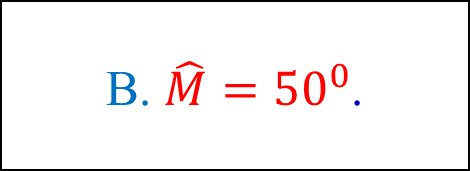 B. M̂ = 50⁰.